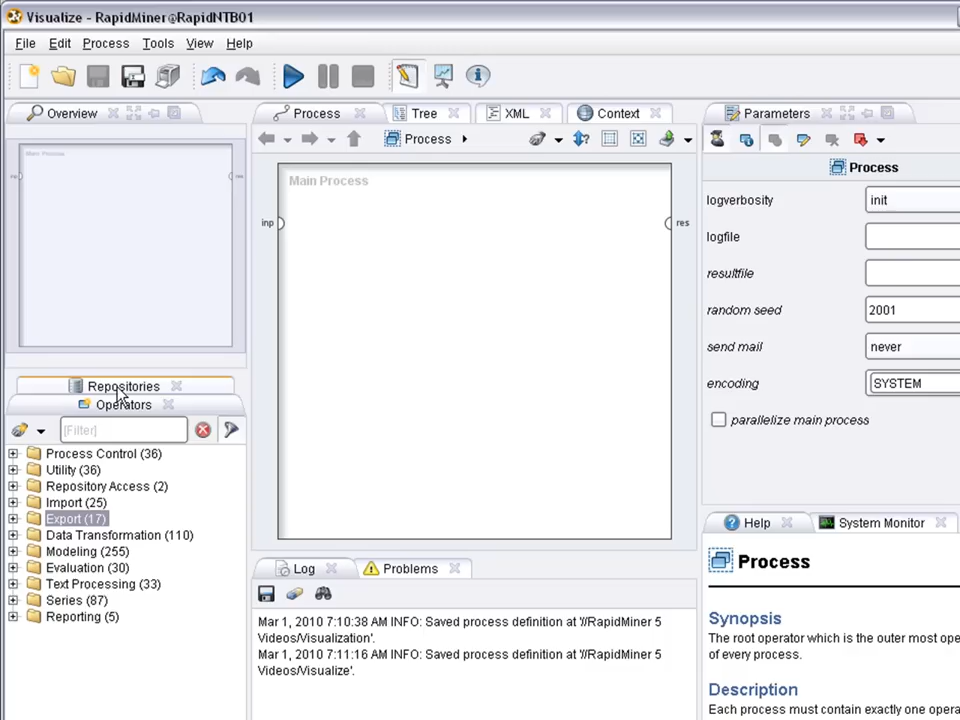 Visualize - RapidMiner@RapidNTB01
File Edit Process Tools View Help
Overview
Process Tree XML Context
Parameters
Process
Main Process
inp
res
Main Process
inp
res
Process
logverbosity init
logfile
resultfile
random seed 2001
send mail never
encoding SYSTEM
parallelize main process
Repositories
Operators
[Filter]
Process Control (36)
Utility (36)
Repository Access (2)
Import (25)
Export (17)
Data Transformation (110)
Modeling (255)
Evaluation (30)
Text Processing (33)
Series (87)
Reporting (5)
Log Problems
Mar 1, 2010 7:10:38 AM INFO: Saved process definition at '//RapidMiner 5
Videos/Visualization'.
Mar 1, 2010 7:11:16 AM INFO: Saved process definition at '//RapidMiner 5
Videos/Visualize'.
Help System Monitor
Process
Synopsis
The root operator which is the outer most ope
of every process.
Description
Each process must contain exactly one opera